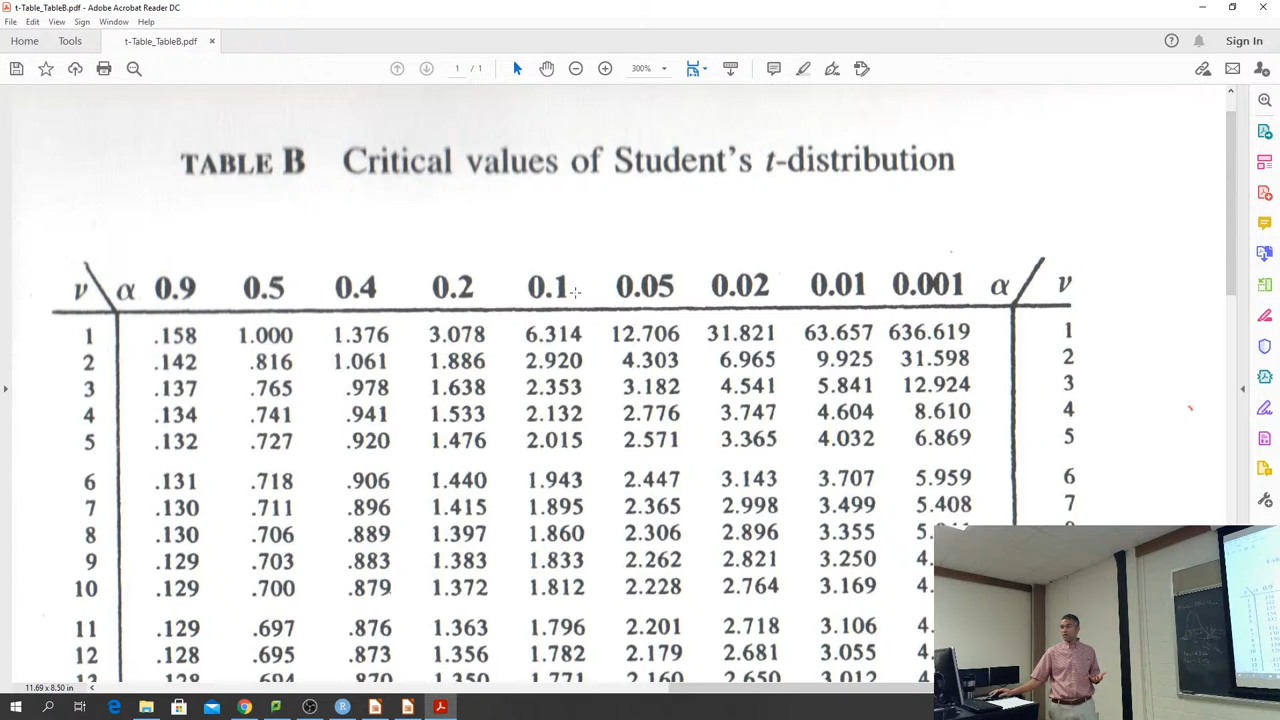 t-Table_TableB.pdf - Adobe Acrobat Reader DC
File Edit View Sign Window Help
Home Tools t-Table_TableB.pdf × Sign In
1 / 1 300%
TABLE B Critical values of Student's t-distribution
ν α 0.9 0.5 0.4 0.2 0.1 0.05 0.02 0.01 0.001 α ν
1 .158 1.000 1.376 3.078 6.314 12.706 31.821 63.657 636.619 1
2 .142 .816 1.061 1.886 2.920 4.303 6.965 9.925 31.598 2
3 .137 .765 .978 1.638 2.353 3.182 4.541 5.841 12.924 3
4 .134 .741 .941 1.533 2.132 2.776 3.747 4.604 8.610 4
5 .132 .727 .920 1.476 2.015 2.571 3.365 4.032 6.869 5
6 .131 .718 .906 1.440 1.943 2.447 3.143 3.707 5.959 6
7 .130 .711 .896 1.415 1.895 2.365 2.998 3.499 5.408 7
8 .130 .706 .889 1.397 1.860 2.306 2.896 3.355 5.
9 .129 .703 .883 1.383 1.833 2.262 2.821 3.250 4.
10 .129 .700 .879 1.372 1.812 2.228 2.764 3.169 4.
11 .129 .697 .876 1.363 1.796 2.201 2.718 3.106 4.
12 .128 .695 .873 1.356 1.782 2.179 2.681 3.055 4.
11.69 x 8.50 in